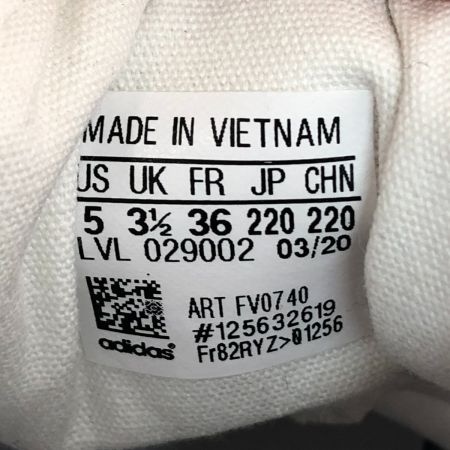 MADE IN VIETNAM
US UK FR JP CHN
5 3½ 36 220 220
LVL 029002 03/20
ART FV0740
#125632619
Fr82RYZ>01256
adidas